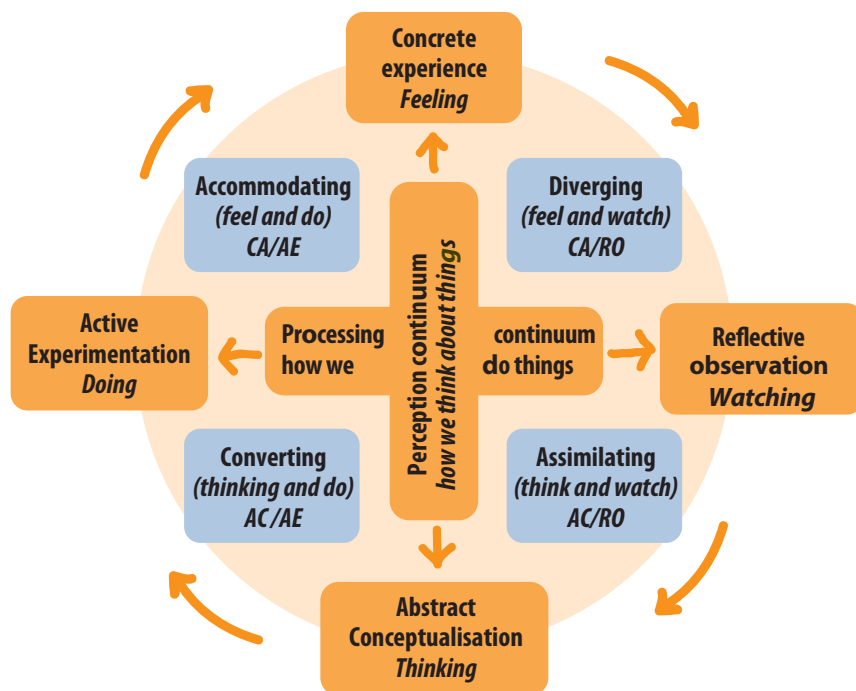 Concrete
experience
Feeling
Accommodating
(feel and do)
CA/AE
Diverging
(feel and watch)
CA/RO
Perception continuum
how we think about things
Active
Experimentation
Doing
Processing continuum
how we do things
Reflective
observation
Watching
Converting
(thinking and do)
AC/AE
Assimilating
(think and watch)
AC/RO
Abstract
Conceptualisation
Thinking